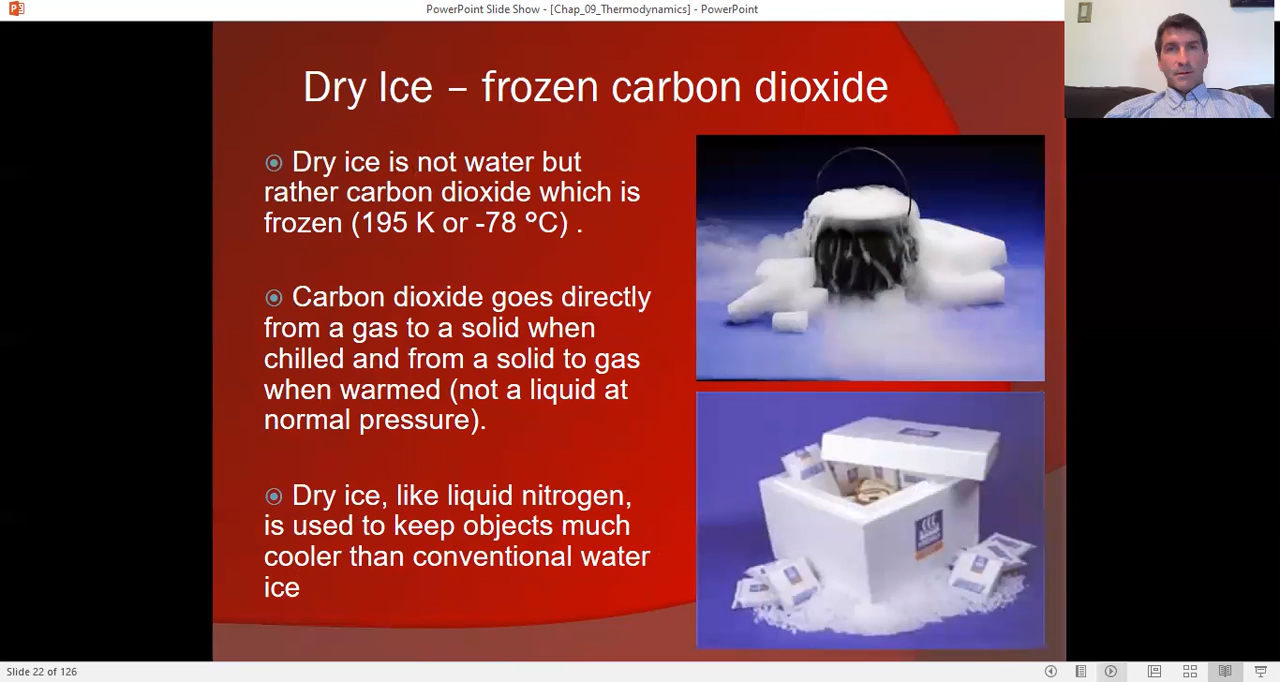 PowerPoint Slide Show - [Chap_09_Thermodynamics] - PowerPoint
Dry Ice – frozen carbon dioxide
Dry ice is not water but
rather carbon dioxide which is
frozen (195 K or -78 ºC) .
Carbon dioxide goes directly
from a gas to a solid when
chilled and from a solid to gas
when warmed (not a liquid at
normal pressure).
Dry ice, like liquid nitrogen,
is used to keep objects much
cooler than conventional water
ice
Slide 22 of 126